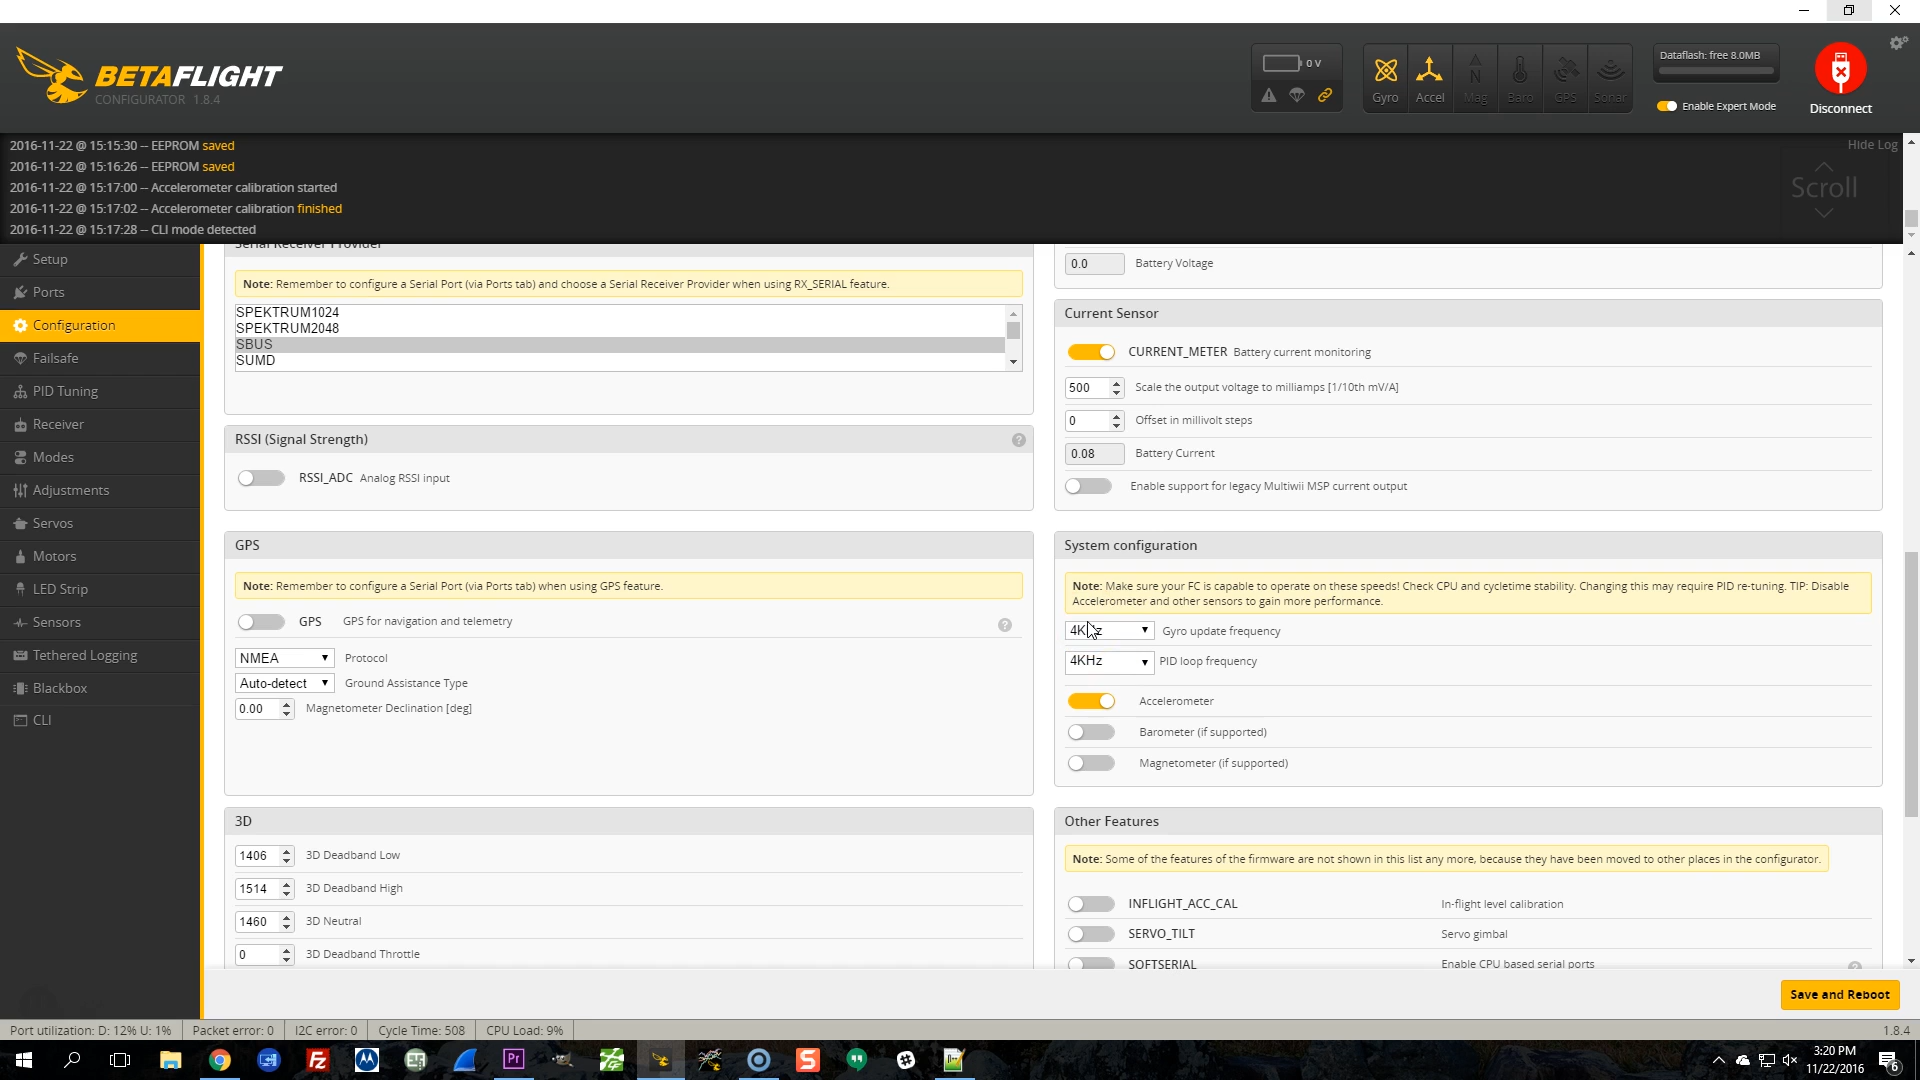 BETAFLIGHT
CONFIGURATOR 1.8.4
0 V
Gyro
Accel
Mag
Baro
GPS
Sonar
Dataflash: free 8.0MB
Enable Expert Mode
Disconnect
2016-11-22 @ 15:15:30 -- EEPROM saved
2016-11-22 @ 15:16:26 -- EEPROM saved
2016-11-22 @ 15:17:00 -- Accelerometer calibration started
2016-11-22 @ 15:17:02 -- Accelerometer calibration finished
2016-11-22 @ 15:17:28 -- CLI mode detected
Hide Log
Scroll
Setup
Ports
Configuration
Failsafe
PID Tuning
Receiver
Modes
Adjustments
Servos
Motors
LED Strip
Sensors
Tethered Logging
Blackbox
CLI
Serial Receiver Provider
Note: Remember to configure a Serial Port (via Ports tab) and choose a Serial Receiver Provider when using RX_SERIAL feature.
SPEKTRUM1024
SPEKTRUM2048
SBUS
SUMD
RSSI (Signal Strength)
RSSI_ADC Analog RSSI input
GPS
Note: Remember to configure a Serial Port (via Ports tab) when using GPS feature.
GPS GPS for navigation and telemetry
NMEA Protocol
Auto-detect Ground Assistance Type
0.00 Magnetometer Declination [deg]
3D
1406 3D Deadband Low
1514 3D Deadband High
1460 3D Neutral
0 3D Deadband Throttle
0.0 Battery Voltage
Current Sensor
CURRENT_METER Battery current monitoring
500 Scale the output voltage to milliamps [1/10th mV/A]
0 Offset in millivolt steps
0.08 Battery Current
Enable support for legacy Multiwii MSP current output
System configuration
Note: Make sure your FC is capable to operate on these speeds! Check CPU and cycletime stability. Changing this may require PID re-tuning. TIP: Disable
Accelerometer and other sensors to gain more performance.
4KHz Gyro update frequency
4KHz PID loop frequency
Accelerometer
Barometer (if supported)
Magnetometer (if supported)
Other Features
Note: Some of the features of the firmware are not shown in this list any more, because they have been moved to other places in the configurator.
INFLIGHT_ACC_CAL In-flight level calibration
SERVO_TILT Servo gimbal
SOFTSERIAL Enable CPU based serial ports
Save and Reboot
Port utilization: D: 12% U: 1%
Packet error: 0
I2C error: 0
Cycle Time: 508
CPU Load: 9%
1.8.4
Pr
S
3:20 PM
11/22/2016
6